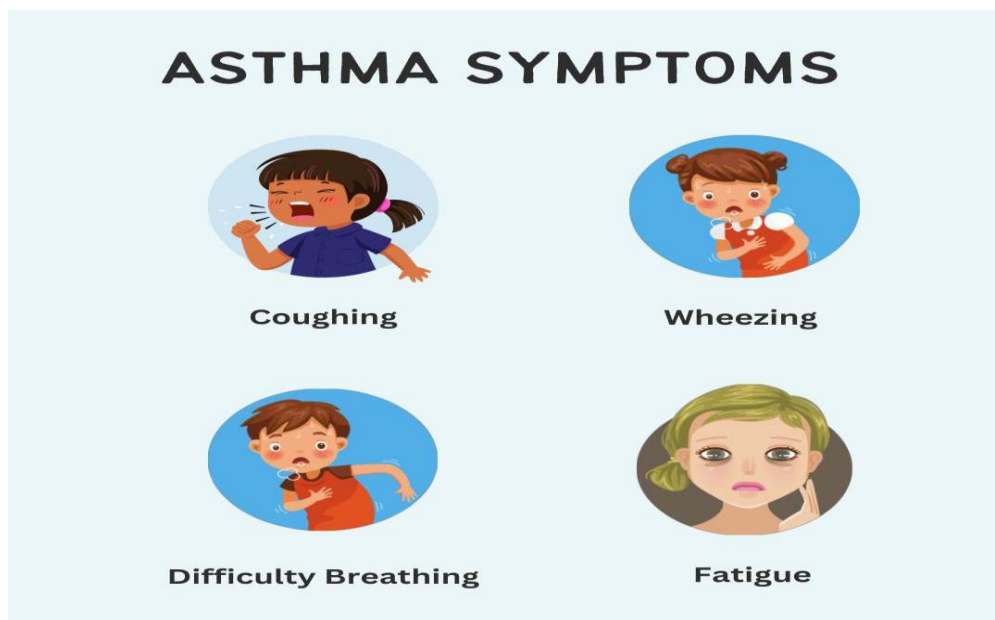 ASTHMA SYMPTOMS
Coughing
Wheezing
Difficulty Breathing
Fatigue